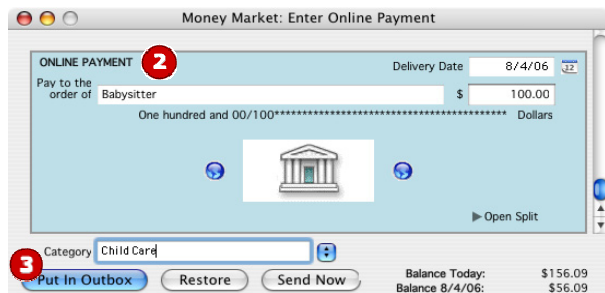 Money Market: Enter Online Payment
ONLINE PAYMENT 2
Delivery Date 8/4/06 12
Pay to the
order of Babysitter $ 100.00
One hundred and 00/100***************************************** Dollars
Open Split
Category Child Care
3
Put In Outbox Restore Send Now
Balance Today: $156.09
Balance 8/4/06: $56.09